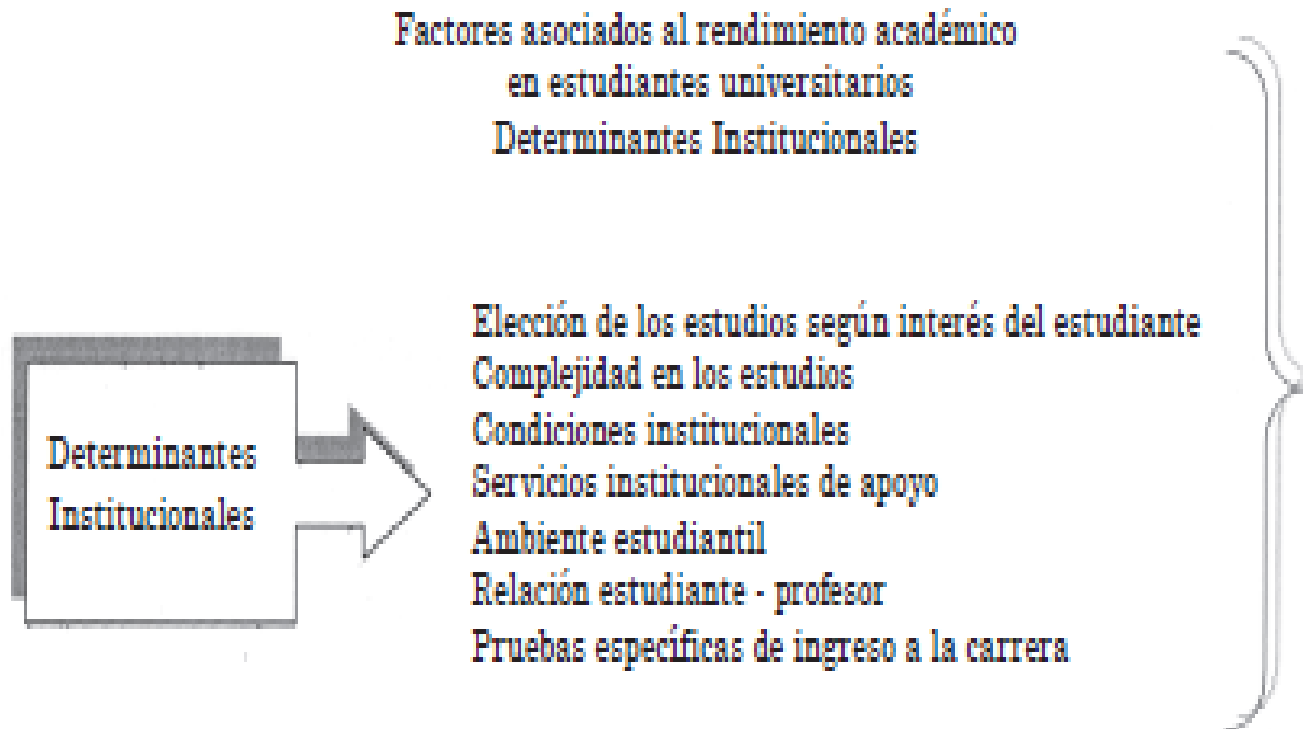 Factores asociados al rendimiento académico
en estudiantes universitarios
Determinantes Institucionales
Determinantes
Institucionales
Elección de los estudios según interés del estudiante
Complejidad en los estudios
Condiciones institucionales
Servicios institucionales de apoyo
Ambiente estudiantil
Relación estudiante - profesor
Pruebas específicas de ingreso a la carrera